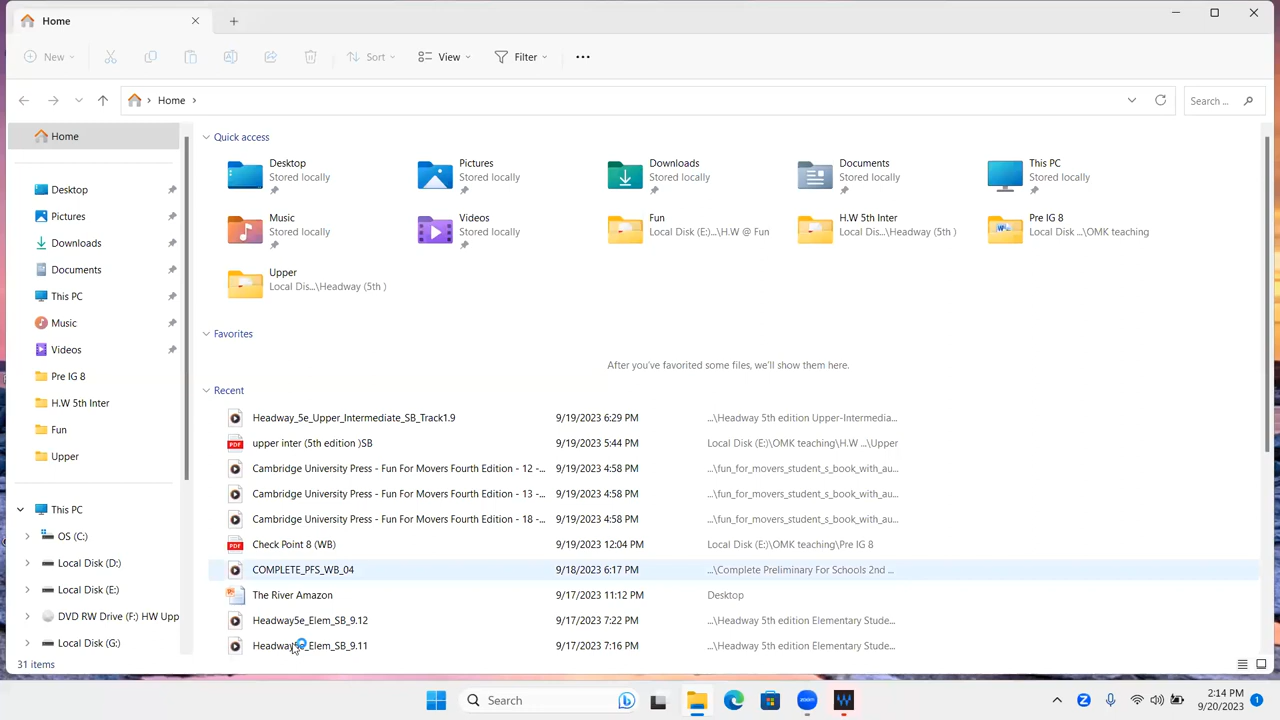 Home
New Sort View Filter
Home Search ...
Home
Desktop
Pictures
Downloads
Documents
This PC
Music
Videos
Pre IG 8
H.W 5th Inter
Fun
Upper
This PC
OS (C:)
Local Disk (D:)
Local Disk (E:)
DVD RW Drive (F:) HW Upp
Local Disk (G:)
Quick access
Desktop
Stored locally
Pictures
Stored locally
Downloads
Stored locally
Documents
Stored locally
This PC
Stored locally
Music
Stored locally
Videos
Stored locally
Fun
Local Disk (E:)...\H.W @ Fun
H.W 5th Inter
Local Dis...\Headway (5th )
Pre IG 8
Local Disk ...\OMK teaching
Upper
Local Dis...\Headway (5th )
Favorites
After you've favorited some files, we'll show them here.
Recent
Headway_5e_Upper_Intermediate_SB_Track1.9 9/19/2023 6:29 PM ...\Headway 5th edition Upper-Intermedia...
upper inter (5th edition )SB 9/19/2023 5:44 PM Local Disk (E:)\OMK teaching\H.W ...\Upper
Cambridge University Press - Fun For Movers Fourth Edition - 12 -... 9/19/2023 4:58 PM ...\fun_for_movers_student_s_book_with_au...
Cambridge University Press - Fun For Movers Fourth Edition - 13 -... 9/19/2023 4:58 PM ...\fun_for_movers_student_s_book_with_au...
Cambridge University Press - Fun For Movers Fourth Edition - 18 -... 9/19/2023 4:58 PM ...\fun_for_movers_student_s_book_with_au...
Check Point 8 (WB) 9/19/2023 12:04 PM Local Disk (E:)\OMK teaching\Pre IG 8
COMPLETE_PFS_WB_04 9/18/2023 6:17 PM ...\Complete Preliminary For Schools 2nd ...
The River Amazon 9/17/2023 11:12 PM Desktop
Headway5e_Elem_SB_9.12 9/17/2023 7:22 PM ...\Headway 5th edition Elementary Stude...
Headway5e_Elem_SB_9.11 9/17/2023 7:16 PM ...\Headway 5th edition Elementary Stude...
31 items
Search
2:14 PM
9/20/2023